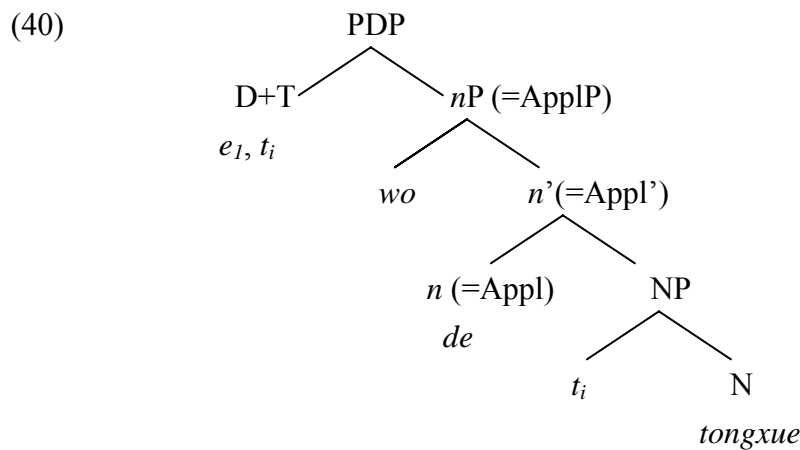 (40) PDP
D+T nP (=ApplP)
e1, ti
wo n’(=Appl’)
n (=Appl) NP
de
ti N
tongxue